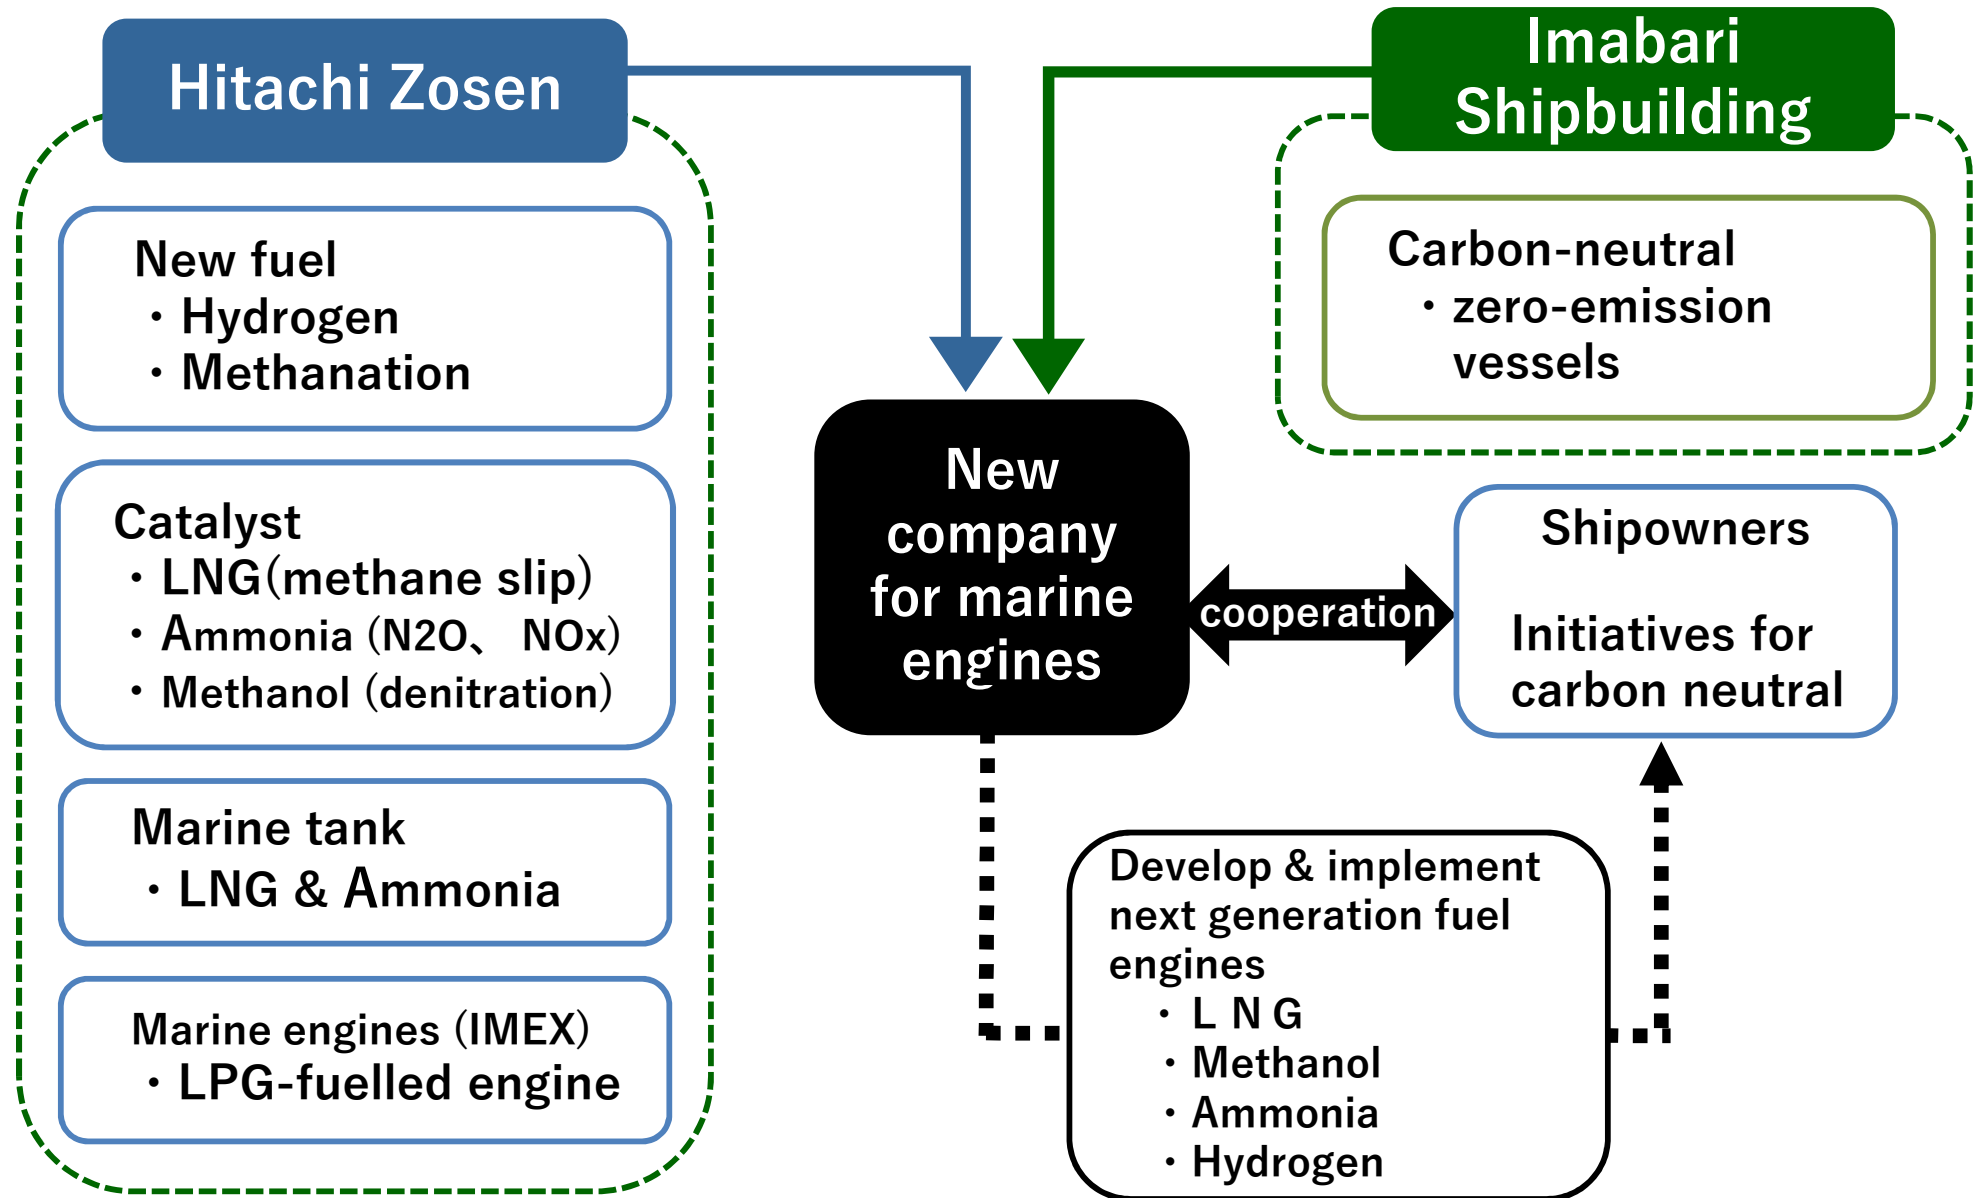 Hitachi Zosen
New fuel
・Hydrogen
・Methanation
Catalyst
・LNG(methane slip)
・Ammonia (N2O、 NOx)
・Methanol (denitration)
Marine tank
・LNG & Ammonia
Marine engines (IMEX)
・LPG-fuelled engine
Imabari
Shipbuilding
Carbon-neutral
・zero-emission
vessels
New
company
for marine
engines
cooperation
Shipowners
Initiatives for
carbon neutral
Develop & implement
next generation fuel
engines
・L N G
・Methanol
・Ammonia
・Hydrogen